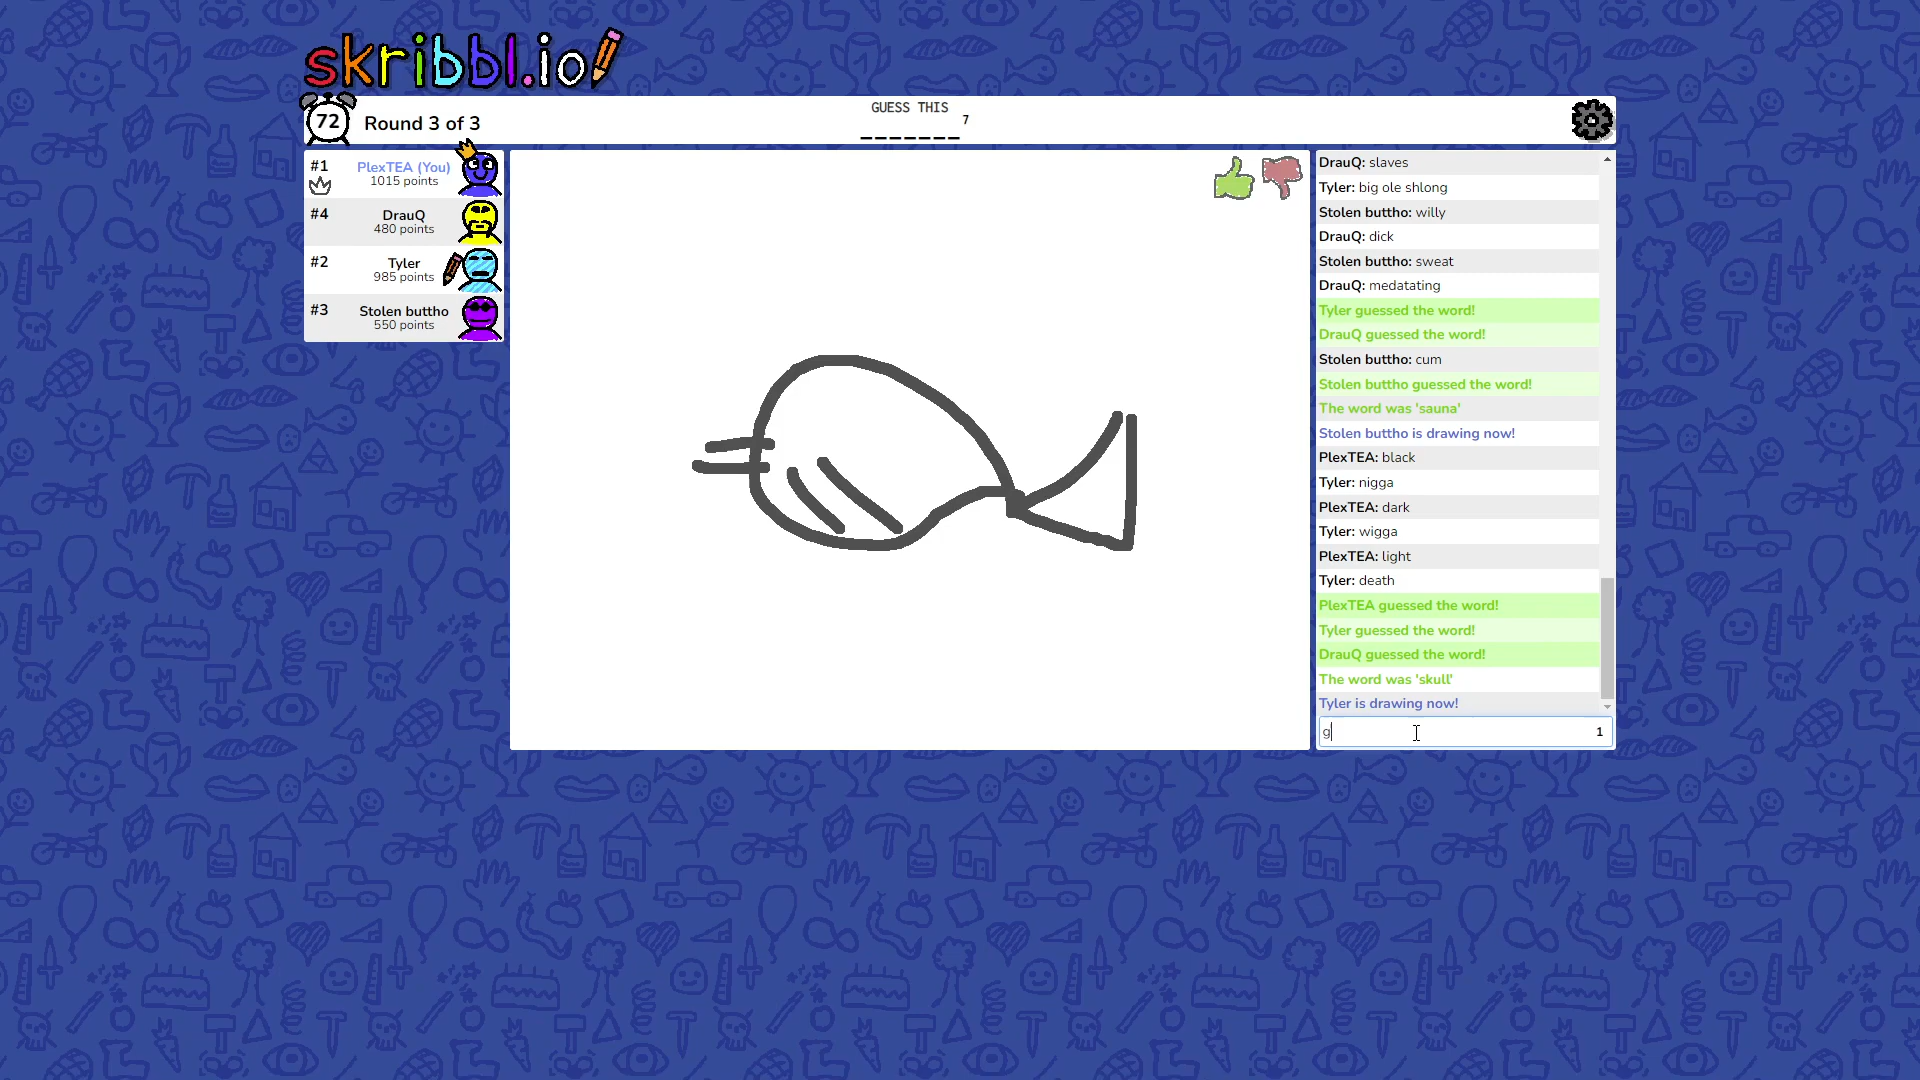 skribbl.io
72
Round 3 of 3
GUESS THIS
_______ 7
#1
PlexTEA (You)
1015 points
#4
DrauQ
480 points
#2
Tyler
985 points
#3
Stolen buttho
550 points
DrauQ: slaves
Tyler: big ole shlong
Stolen buttho: willy
DrauQ: dick
Stolen buttho: sweat
DrauQ: medatating
Tyler guessed the word!
DrauQ guessed the word!
Stolen buttho: cum
Stolen buttho guessed the word!
The word was 'sauna'
Stolen buttho is drawing now!
PlexTEA: black
Tyler: nigga
PlexTEA: dark
Tyler: wigga
PlexTEA: light
Tyler: death
PlexTEA guessed the word!
Tyler guessed the word!
DrauQ guessed the word!
The word was 'skull'
Tyler is drawing now!
g 1